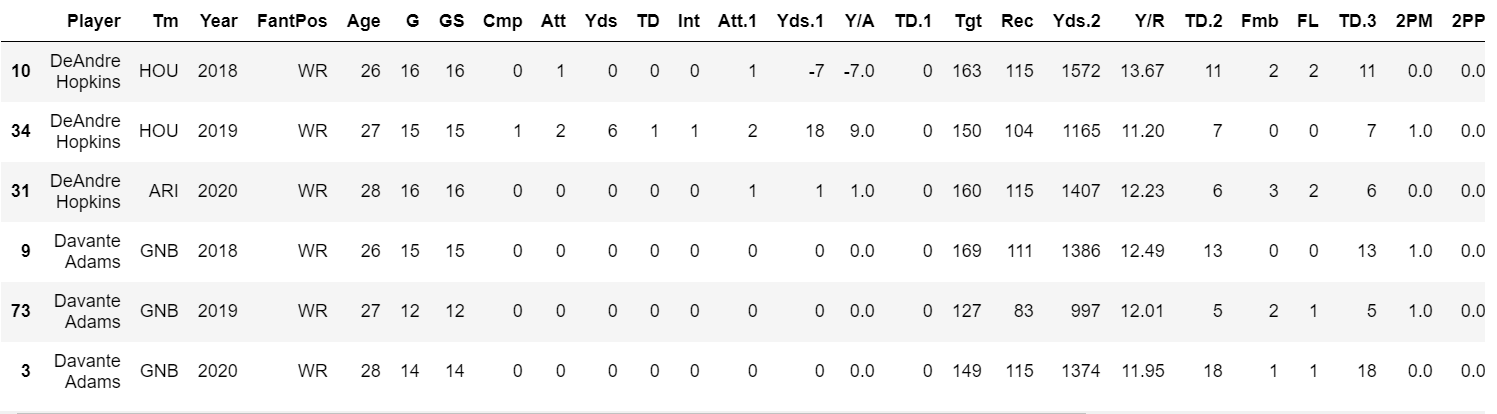 Player Tm Year FantPos Age G GS Cmp Att Yds TD Int Att.1 Yds.1 Y/A TD.1 Tgt Rec Yds.2 Y/R TD.2 Fmb FL TD.3 2PM 2PP
10 DeAndre Hopkins HOU 2018 WR 26 16 16 0 1 0 0 0 1 -7 -7.0 0 163 115 1572 13.67 11 2 2 11 0.0 0.0
34 DeAndre Hopkins HOU 2019 WR 27 15 15 1 2 6 1 1 2 18 9.0 0 150 104 1165 11.20 7 0 0 7 1.0 0.0
31 DeAndre Hopkins ARI 2020 WR 28 16 16 0 0 0 0 0 1 1 1.0 0 160 115 1407 12.23 6 3 2 6 0.0 0.0
9 Davante Adams GNB 2018 WR 26 15 15 0 0 0 0 0 0 0 0.0 0 169 111 1386 12.49 13 0 0 13 1.0 0.0
73 Davante Adams GNB 2019 WR 27 12 12 0 0 0 0 0 0 0 0.0 0 127 83 997 12.01 5 2 1 5 1.0 0.0
3 Davante Adams GNB 2020 WR 28 14 14 0 0 0 0 0 0 0 0.0 0 149 115 1374 11.95 18 1 1 18 0.0 0.0